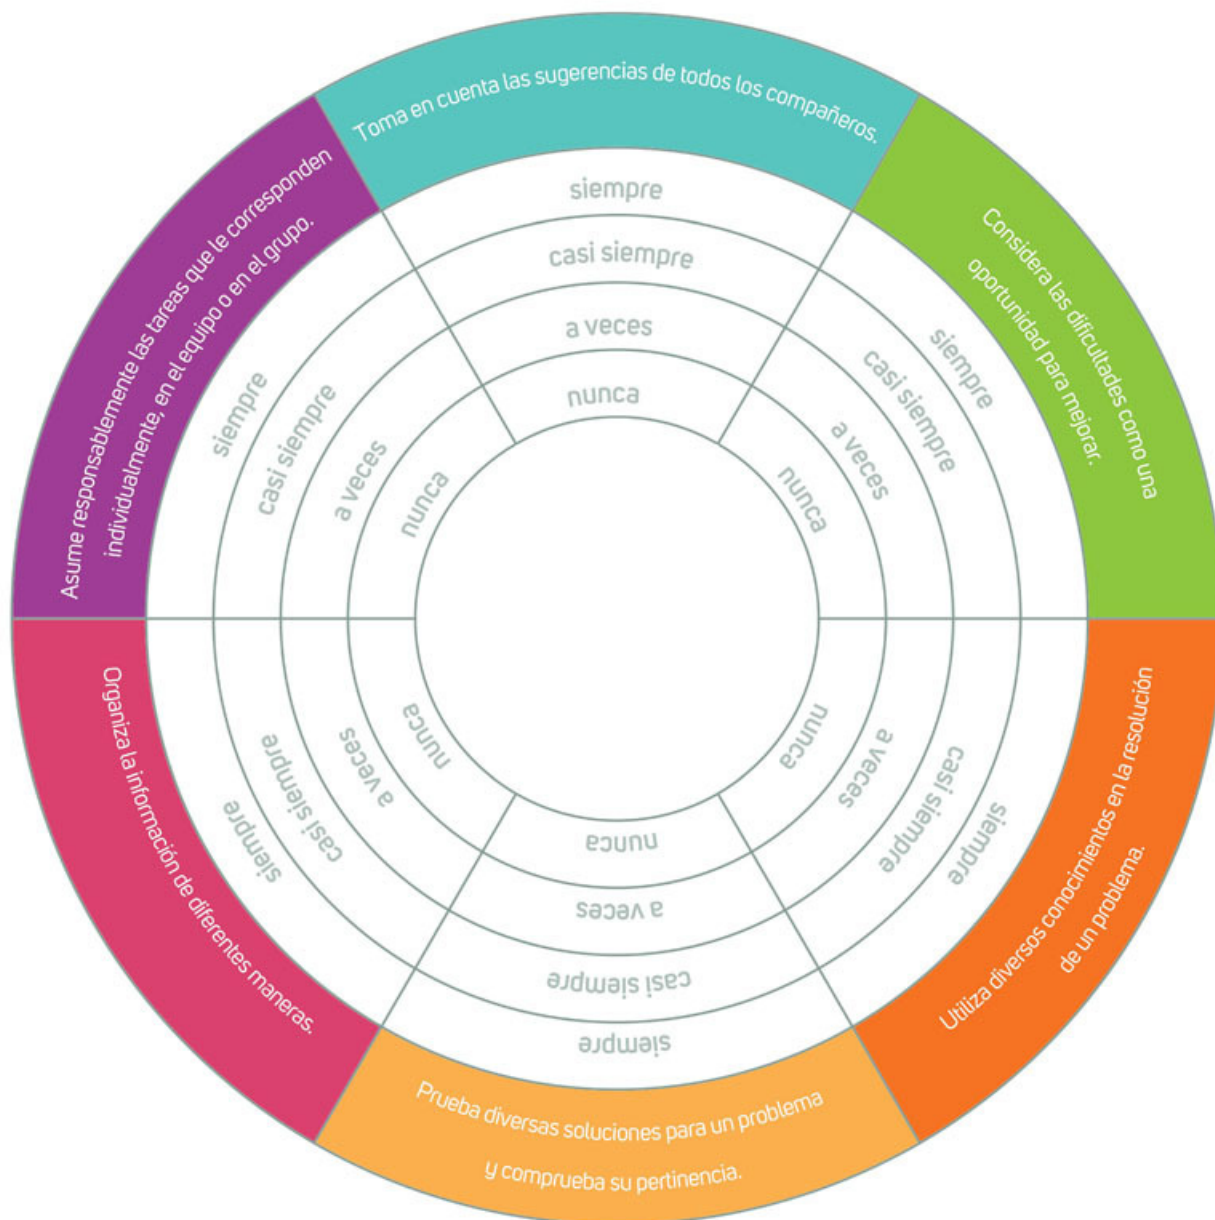 Toma en cuenta las sugerencias de todos los compañeros.
siempre
casi siempre
a veces
nunca
Considera las dificultades como una
oportunidad para mejorar.
siempre
casi siempre
a veces
nunca
Utiliza diversos conocimientos en la resolución
de un problema.
siempre
casi siempre
a veces
nunca
Prueba diversas soluciones para un problema
y comprueba su pertinencia.
siempre
casi siempre
a veces
nunca
Organiza la información de diferentes maneras.
siempre
casi siempre
a veces
nunca
Asume responsablemente las tareas que le corresponden
individualmente, en el equipo o en el grupo.
siempre
casi siempre
a veces
nunca